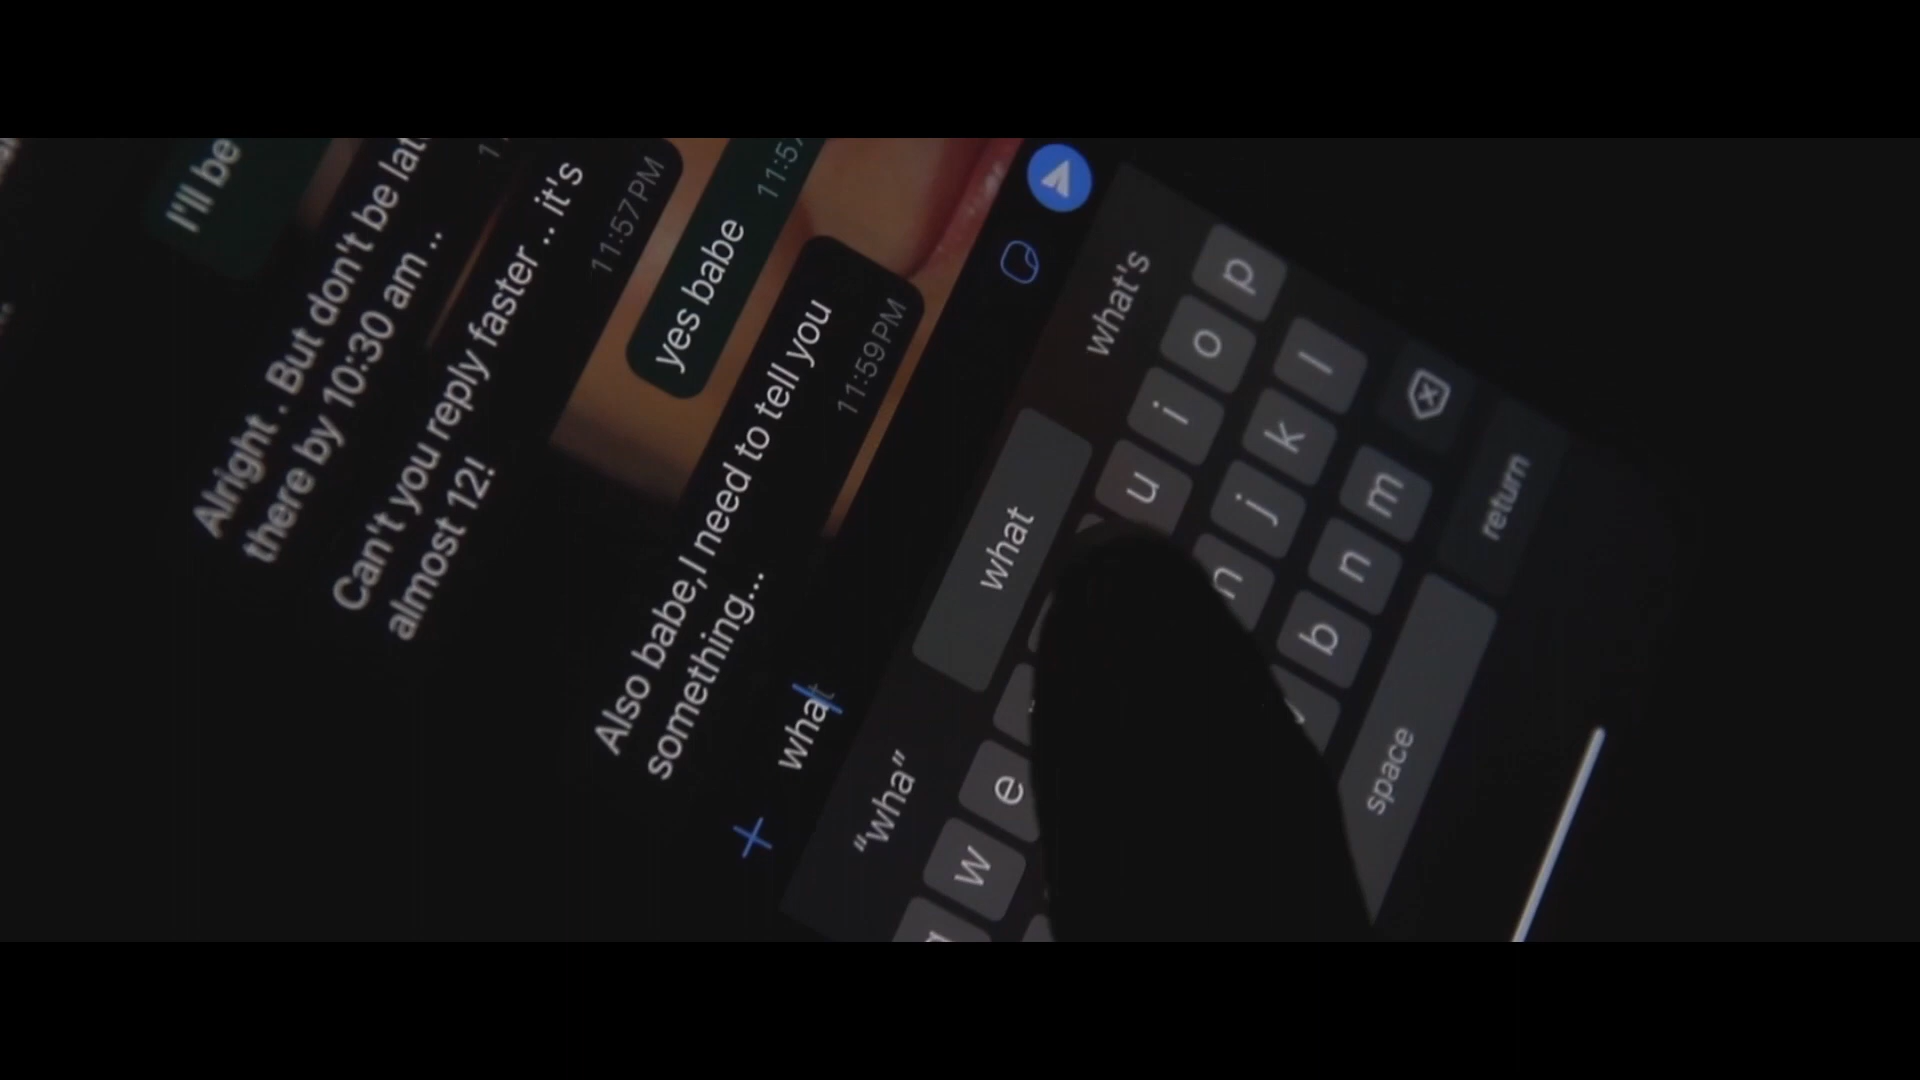 I'll be
Alright . But don't be lat
there by 10:30 am ..
Can't you reply faster .. it's
almost 12!
11:57PM
yes babe
11:57
Also babe,I need to tell you
something...
11:59PM
what
"wha"
what
what's
w
e
u
i
o
p
j
k
l
b
n
m
space
return